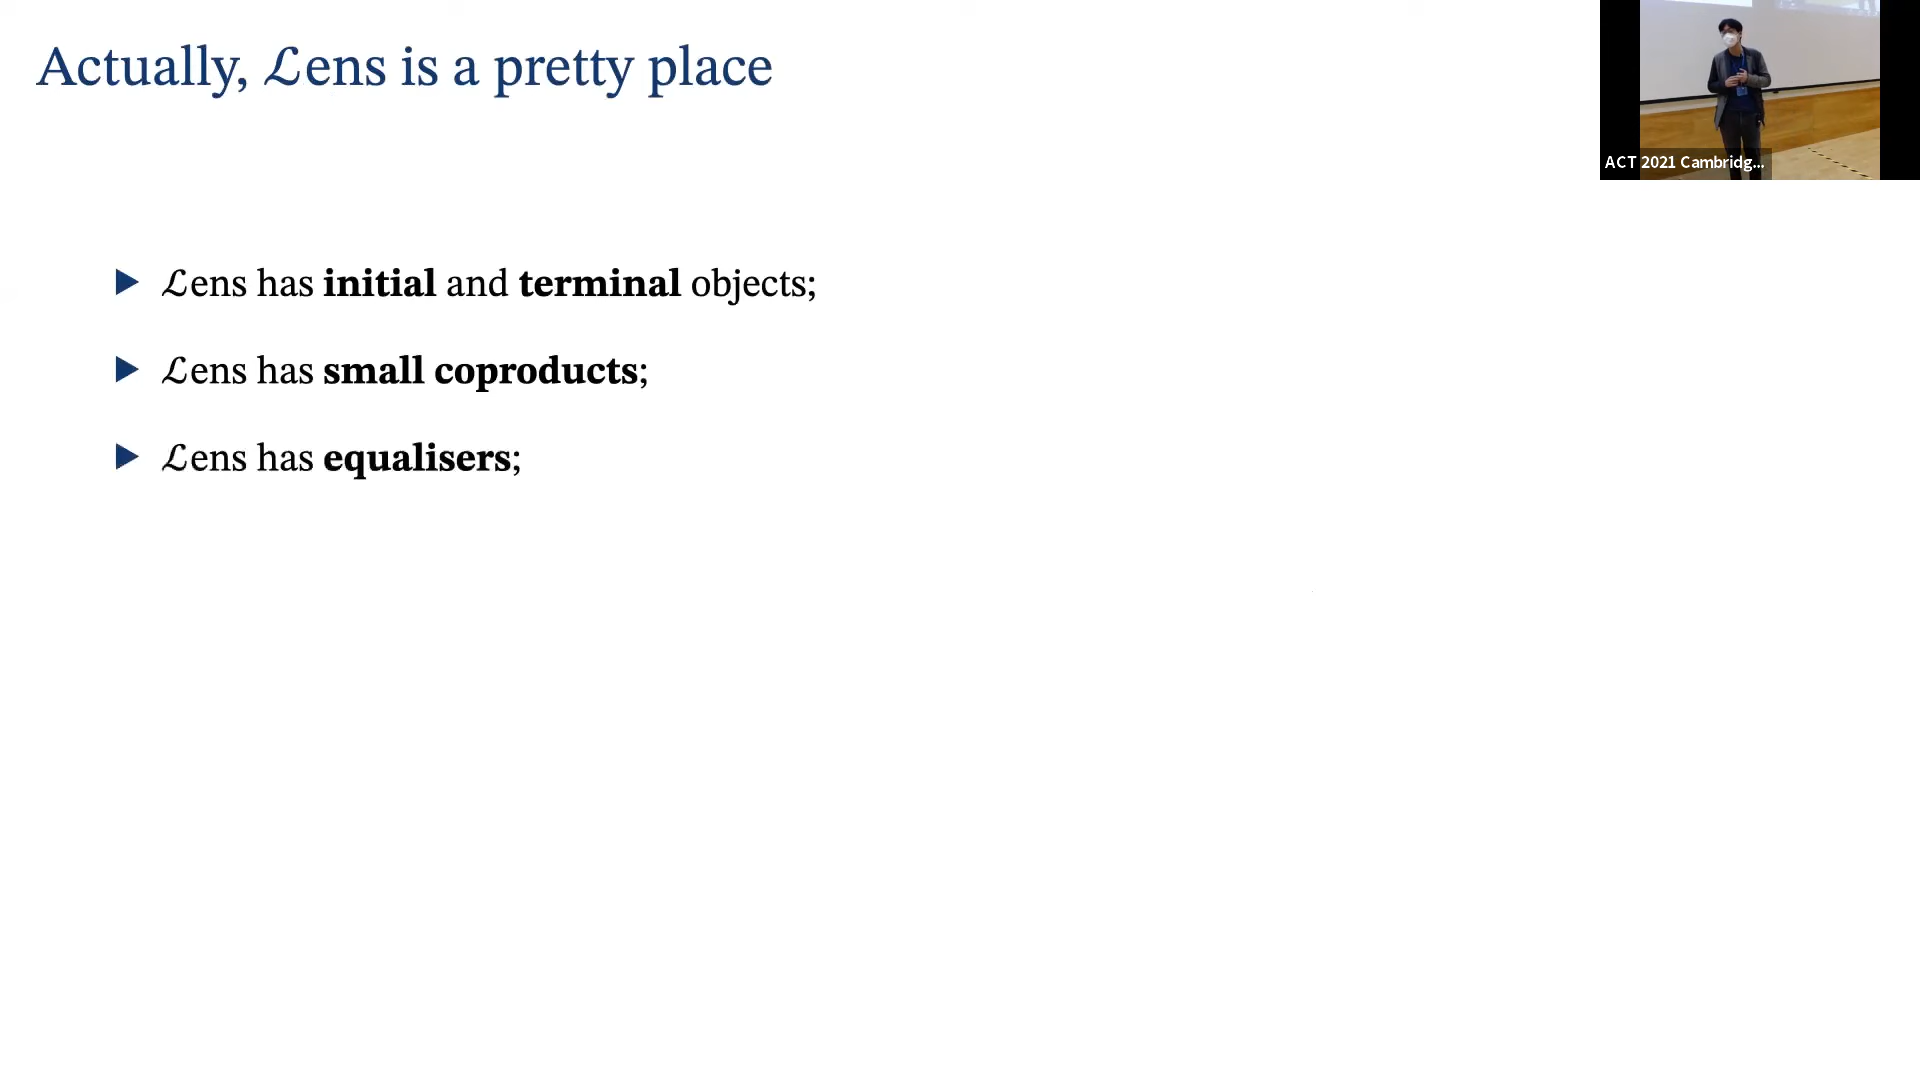 Actually, ℒens is a pretty place
ACT 2021 Cambridg...
▶ ℒens has initial and terminal objects;
▶ ℒens has small coproducts;
▶ ℒens has equalisers;